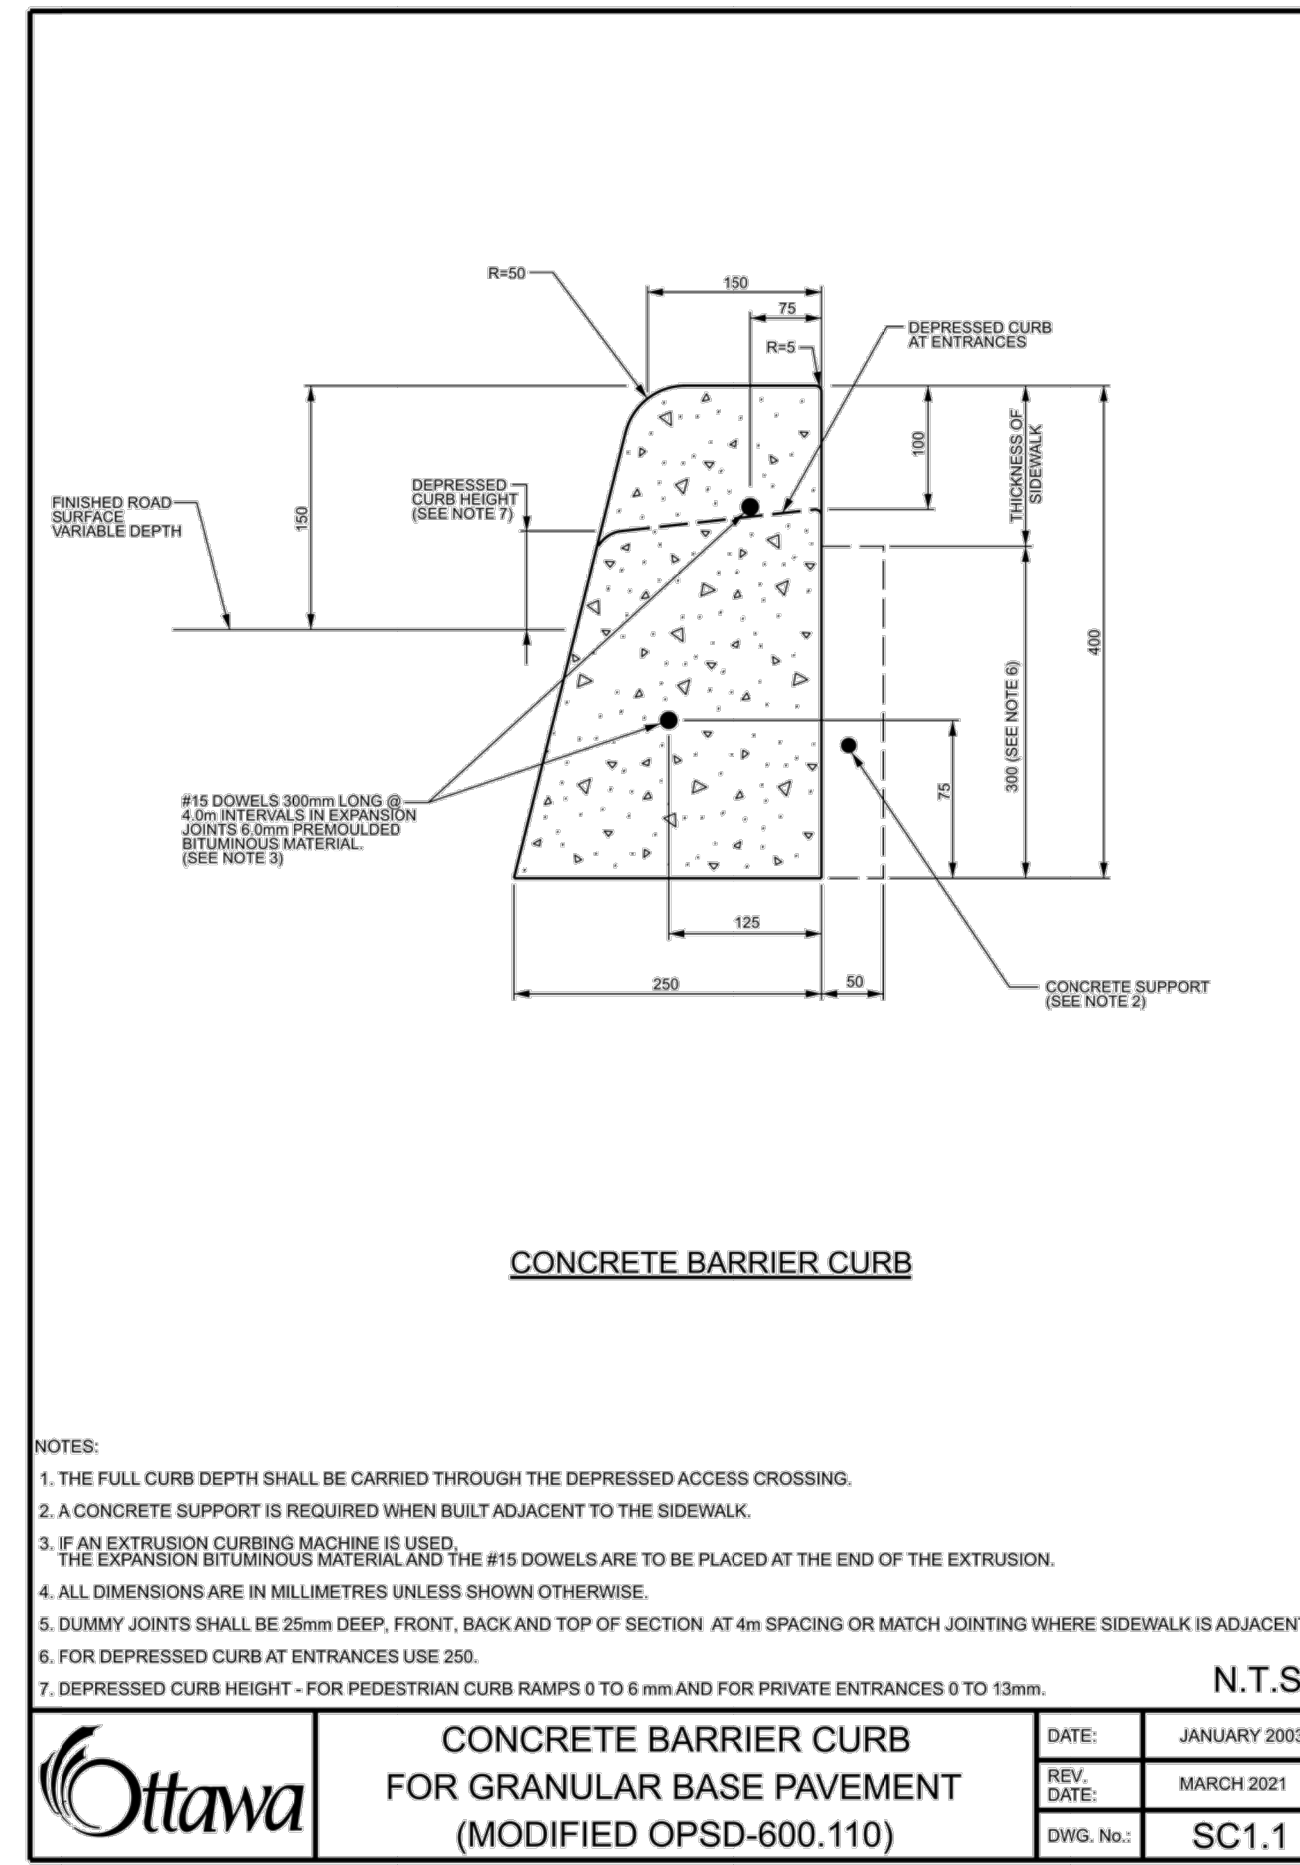 R=50
150
75
R=5
DEPRESSED CURB
AT ENTRANCES
THICKNESS OF
SIDEWALK
100
150
DEPRESSED
CURB HEIGHT
(SEE NOTE 7)
FINISHED ROAD
SURFACE
VARIABLE DEPTH
400
300 (SEE NOTE 6)
75
#15 DOWELS 300mm LONG @
4.0m INTERVALS IN EXPANSION
JOINTS 6.0mm PREMOULDED
BITUMINOUS MATERIAL.
(SEE NOTE 3)
125
250
50
CONCRETE SUPPORT
(SEE NOTE 2)
CONCRETE BARRIER CURB
NOTES:
1. THE FULL CURB DEPTH SHALL BE CARRIED THROUGH THE DEPRESSED ACCESS CROSSING.
2. A CONCRETE SUPPORT IS REQUIRED WHEN BUILT ADJACENT TO THE SIDEWALK.
3. IF AN EXTRUSION CURBING MACHINE IS USED,
THE EXPANSION BITUMINOUS MATERIAL AND THE #15 DOWELS ARE TO BE PLACED AT THE END OF THE EXTRUSION.
4. ALL DIMENSIONS ARE IN MILLIMETRES UNLESS SHOWN OTHERWISE.
5. DUMMY JOINTS SHALL BE 25mm DEEP, FRONT, BACK AND TOP OF SECTION AT 4m SPACING OR MATCH JOINTING WHERE SIDEWALK IS ADJACENT
6. FOR DEPRESSED CURB AT ENTRANCES USE 250.
7. DEPRESSED CURB HEIGHT - FOR PEDESTRIAN CURB RAMPS 0 TO 6 mm AND FOR PRIVATE ENTRANCES 0 TO 13mm.
N.T.S
Ottawa
CONCRETE BARRIER CURB
FOR GRANULAR BASE PAVEMENT
(MODIFIED OPSD-600.110)
DATE:
JANUARY 2003
REV.
DATE:
MARCH 2021
DWG. No.:
SC1.1